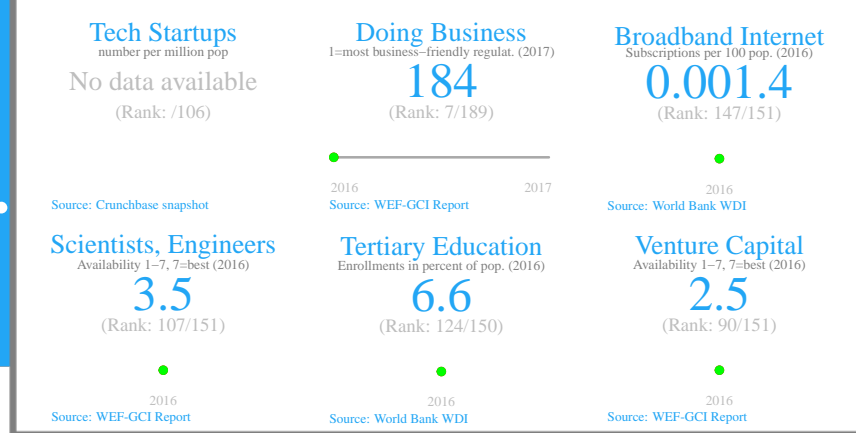 Tech Startups
number per million pop
No data available
(Rank: /106)
Source: Crunchbase snapshot
Doing Business
1=most business−friendly regulat. (2017)
184
(Rank: 7/189)
2016 2017
Source: WEF-GCI Report
Broadband Internet
Subscriptions per 100 pop. (2016)
0.001.4
(Rank: 147/151)
2016
Source: World Bank WDI
Scientists, Engineers
Availability 1−7, 7=best (2016)
3.5
(Rank: 107/151)
2016
Source: WEF-GCI Report
Tertiary Education
Enrollments in percent of pop. (2016)
6.6
(Rank: 124/150)
2016
Source: World Bank WDI
Venture Capital
Availability 1−7, 7=best (2016)
2.5
(Rank: 90/151)
2016
Source: WEF-GCI Report